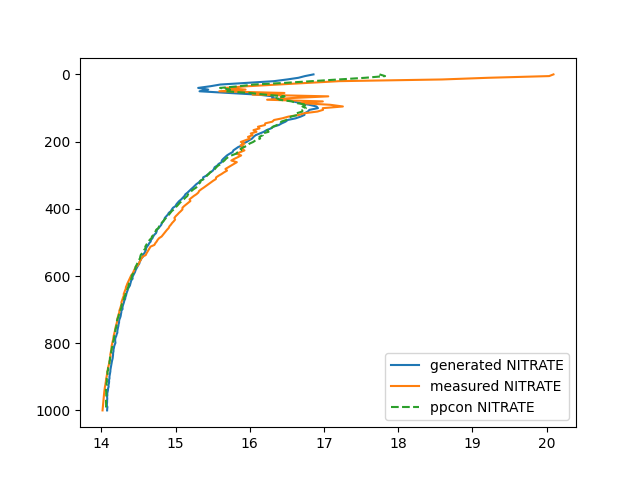 0
200
400
600
800
1000
14 15 16 17 18 19 20
generated NITRATE
measured NITRATE
ppcon NITRATE